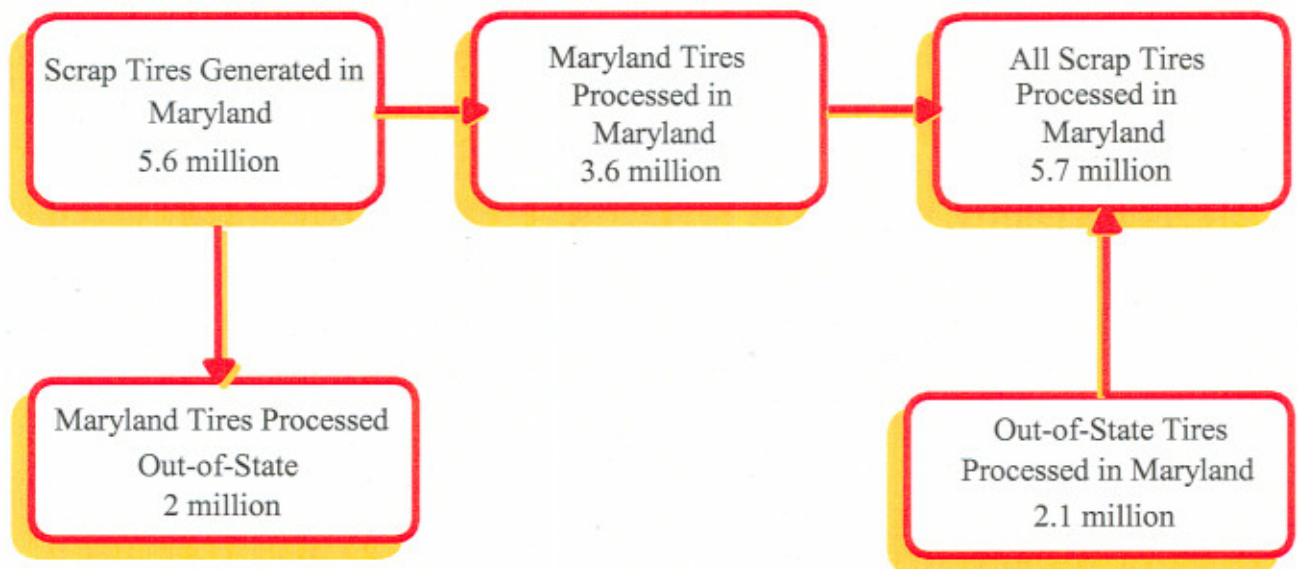 Scrap Tires Generated in
Maryland
5.6 million
Maryland Tires
Processed in
Maryland
3.6 million
All Scrap Tires
Processed in
Maryland
5.7 million
Maryland Tires Processed
Out-of-State
2 million
Out-of-State Tires
Processed in Maryland
2.1 million